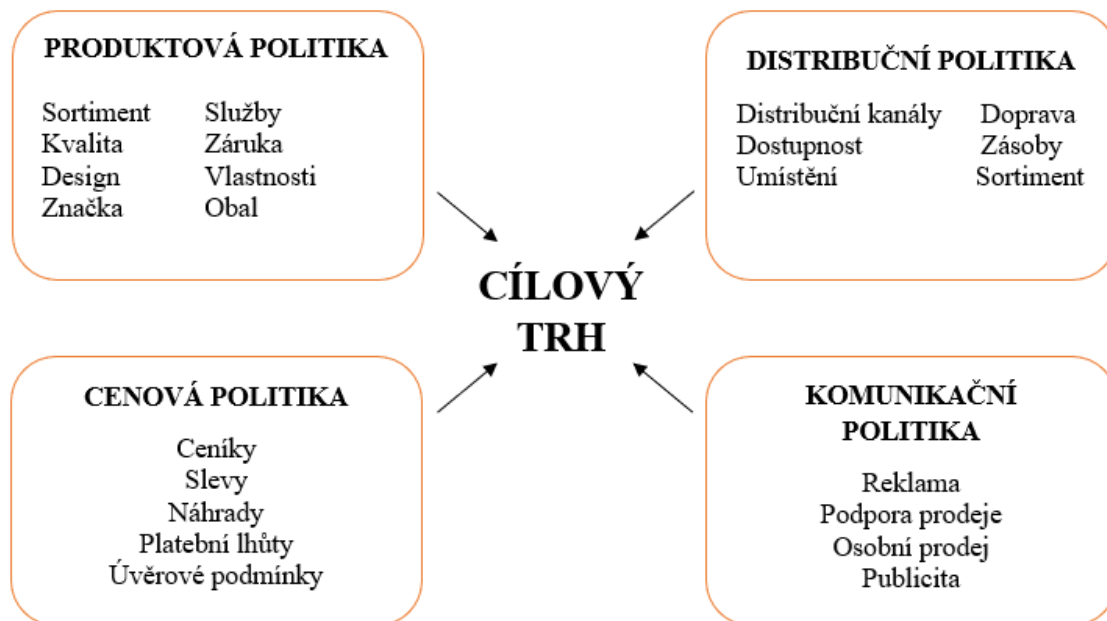 PRODUKTOVÁ POLITIKA
Sortiment Služby
Kvalita Záruka
Design Vlastnosti
Značka Obal
DISTRIBUČNÍ POLITIKA
Distribuční kanály Doprava
Dostupnost Zásoby
Umístění Sortiment
CÍLOVÝ
TRH
CENOVÁ POLITIKA
Ceníky
Slevy
Náhrady
Platební lhůty
Úvěrové podmínky
KOMUNIKAČNÍ
POLITIKA
Reklama
Podpora prodeje
Osobní prodej
Publicita